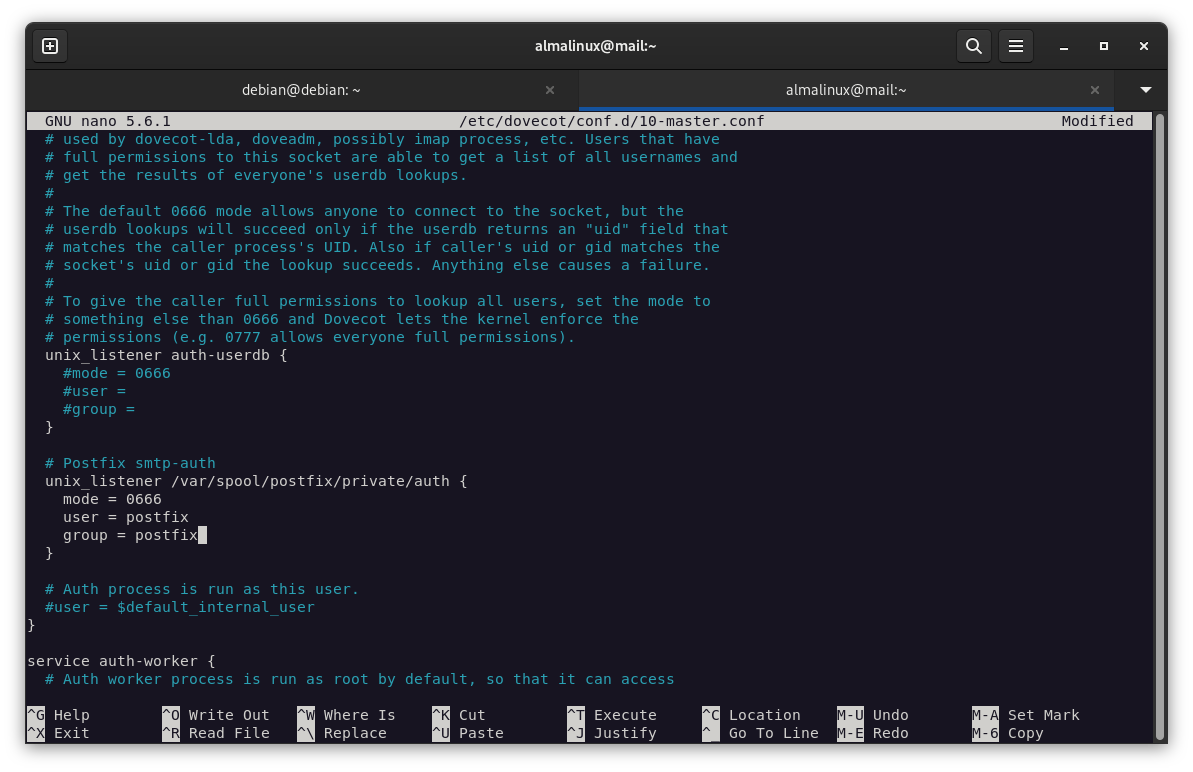 almalinux@mail:~
debian@debian: ~
almalinux@mail:~
GNU nano 5.6.1 /etc/dovecot/conf.d/10-master.conf Modified
# used by dovecot-lda, doveadm, possibly imap process, etc. Users that have
# full permissions to this socket are able to get a list of all usernames and
# get the results of everyone's userdb lookups.
#
# The default 0666 mode allows anyone to connect to the socket, but the
# userdb lookups will succeed only if the userdb returns an "uid" field that
# matches the caller process's UID. Also if caller's uid or gid matches the
# socket's uid or gid the lookup succeeds. Anything else causes a failure.
#
# To give the caller full permissions to lookup all users, set the mode to
# something else than 0666 and Dovecot lets the kernel enforce the
# permissions (e.g. 0777 allows everyone full permissions).
unix_listener auth-userdb {
#mode = 0666
#user =
#group =
}
# Postfix smtp-auth
unix_listener /var/spool/postfix/private/auth {
mode = 0666
user = postfix
group = postfix
}
# Auth process is run as this user.
#user = $default_internal_user
}
service auth-worker {
# Auth worker process is run as root by default, so that it can access
^G Help ^O Write Out ^W Where Is ^K Cut ^T Execute ^C Location M-U Undo M-A Set Mark
^X Exit ^R Read File ^\ Replace ^U Paste ^J Justify ^_ Go To Line M-E Redo M-6 Copy